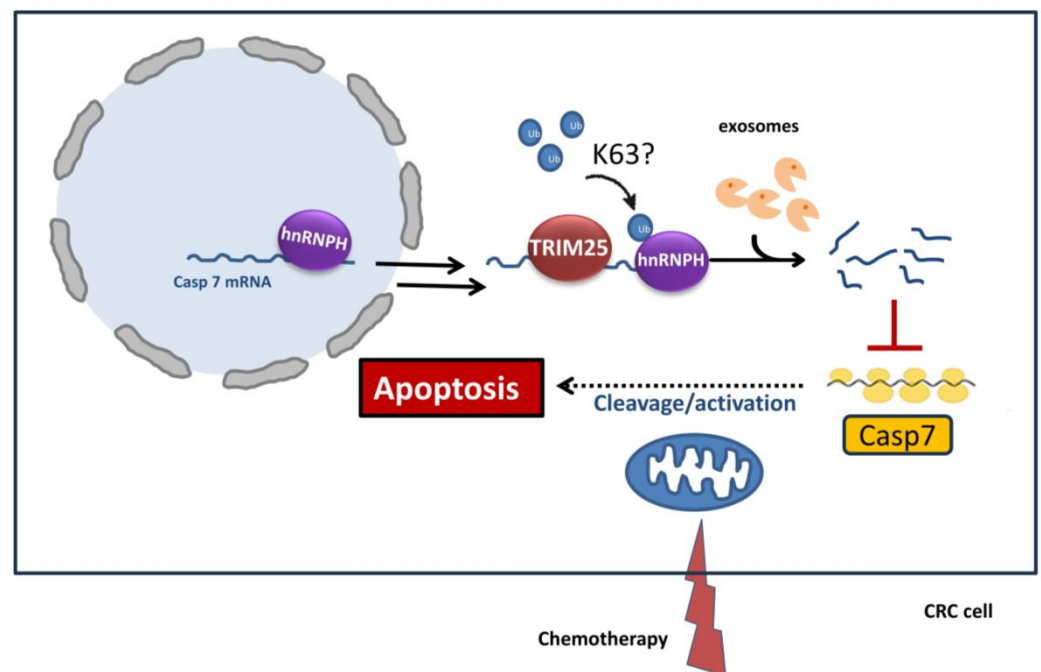 hnRNPH
Casp 7 mRNA
Ub
Ub
Ub
K63?
exosomes
TRIM25
Ub
hnRNPH
Apoptosis
Cleavage/activation
Casp7
Chemotherapy
CRC cell